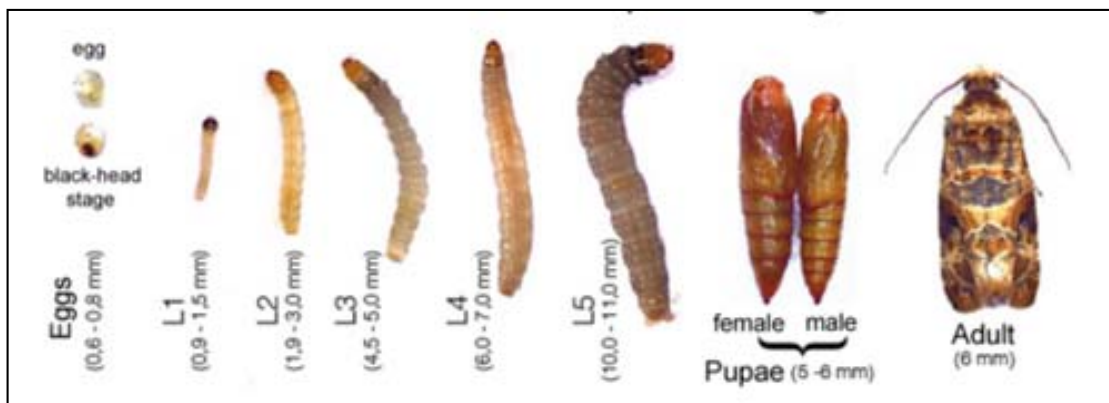 egg
black-head
stage
Eggs
(0,6 - 0,8 mm)
L1
(0,9 - 1,5 mm)
L2
(1,9 - 3,0 mm)
L3
(4,5 - 5,0 mm)
L4
(6,0 - 7,0 mm)
L5
(10,0 - 11,0 mm)
female male
Pupae (5 -6 mm)
Adult
(6 mm)